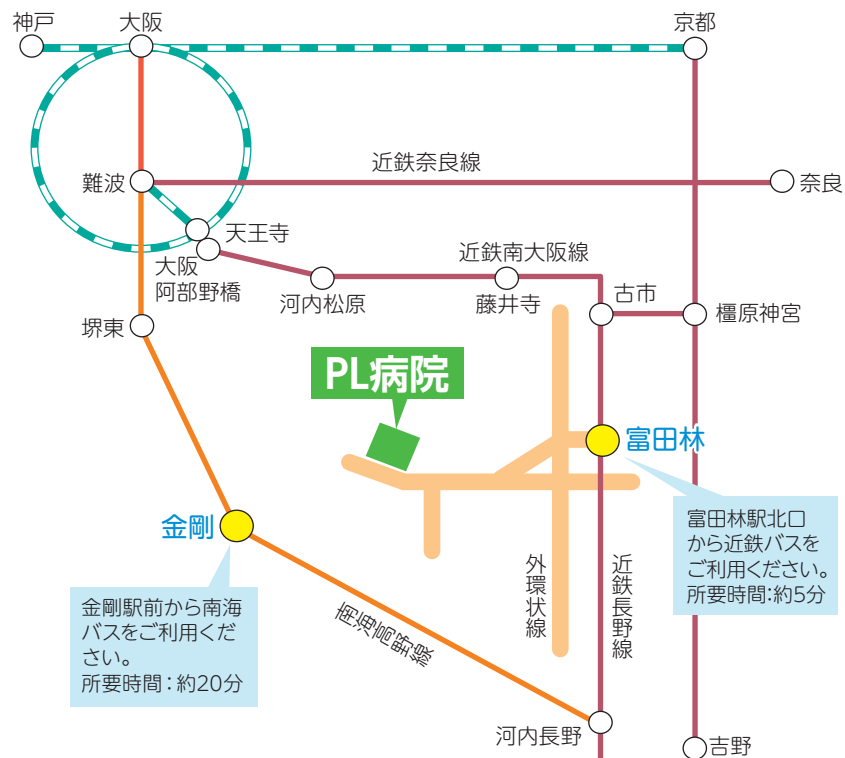 神戸
大阪
京都
近鉄奈良線
難波
奈良
天王寺
大阪
阿部野橋
近鉄南大阪線
河内松原
藤井寺
古市
橿原神宮
堺東
PL病院
富田林
金剛
富田林駅北口
から近鉄バスを
ご利用ください。
所要時間:約5分
外環状線
近鉄長野線
金剛駅前から南海
バスをご利用くだ
さい。
所要時間：約20分
南海高野線
河内長野
吉野